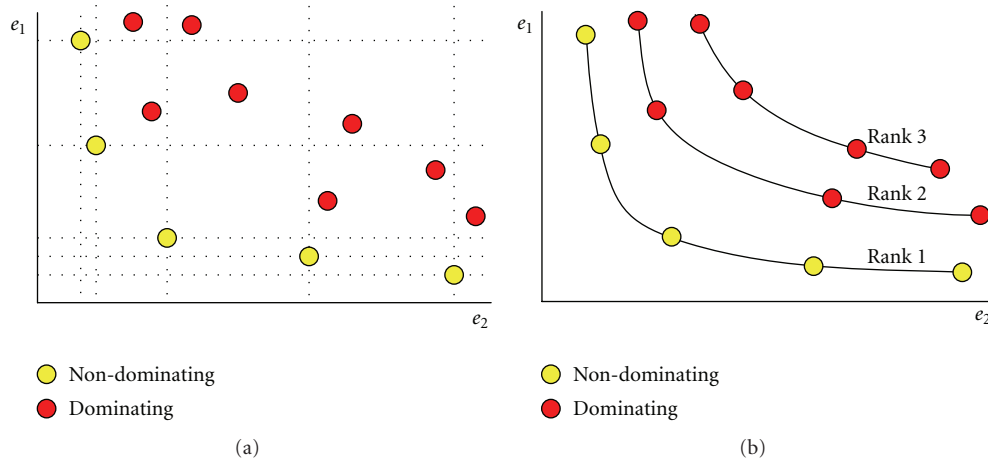 e1
e2
Non-dominating
Dominating
(a)
e1
Rank 3
Rank 2
Rank 1
e2
Non-dominating
Dominating
(b)